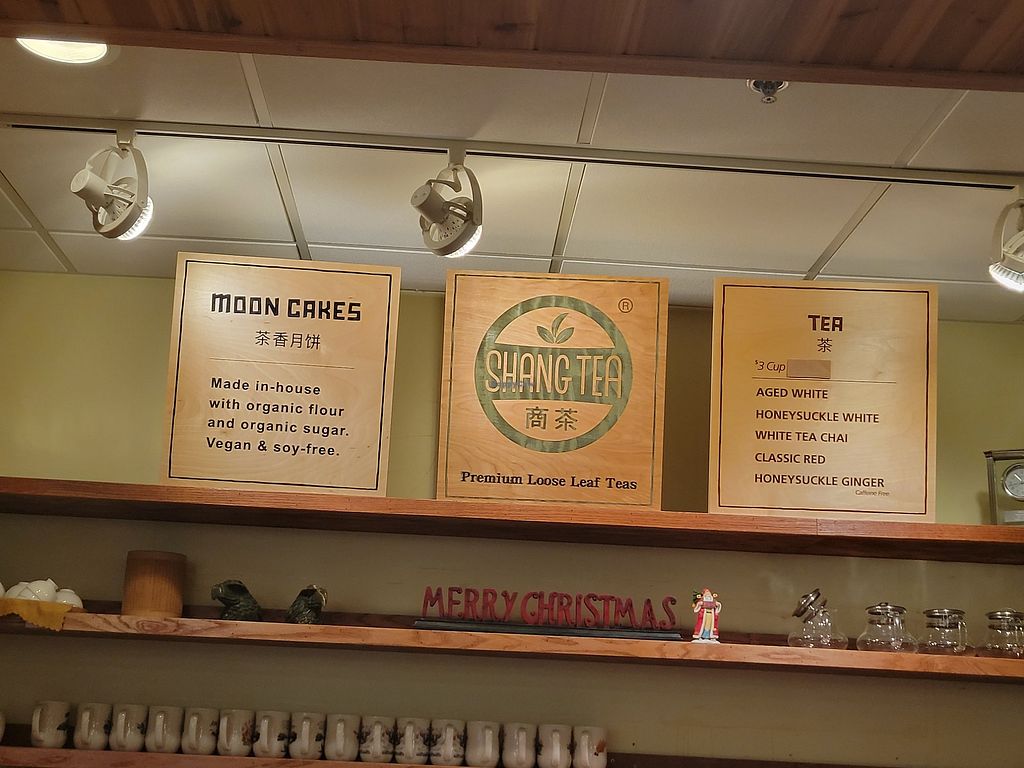 MOON CAKES
茶香月饼
Made in-house
with organic flour
and organic sugar.
Vegan & soy-free.
®
SHANG TEA
商茶
Premium Loose Leaf Teas
TEA
茶
$3 Cup
AGED WHITE
HONEYSUCKLE WHITE
WHITE TEA CHAI
CLASSIC RED
HONEYSUCKLE GINGER
Caffeine Free
MERRY CHRISTMAS